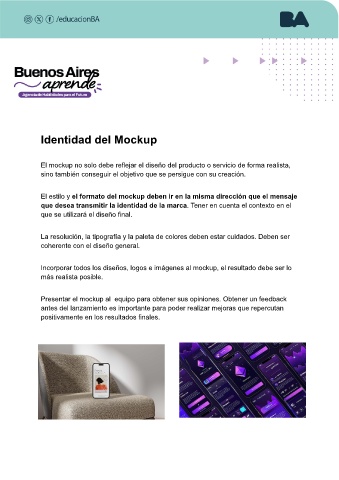 /educacionBA
BA
Buenos Aires
aprende
Agencia de Habilidades para el Futuro
Identidad del Mockup
El mockup no solo debe reflejar el diseño del producto o servicio de forma realista,
sino también conseguir el objetivo que se persigue con su creación.
El estilo y el formato del mockup deben ir en la misma dirección que el mensaje
que desea transmitir la identidad de la marca. Tener en cuenta el contexto en el
que se utilizará el diseño final.
La resolución, la tipografía y la paleta de colores deben estar cuidados. Deben ser
coherente con el diseño general.
Incorporar todos los diseños, logos e imágenes al mockup, el resultado debe ser lo
más realista posible.
Presentar el mockup al equipo para obtener sus opiniones. Obtener un feedback
antes del lanzamiento es importante para poder realizar mejoras que repercutan
positivamente en los resultados finales.